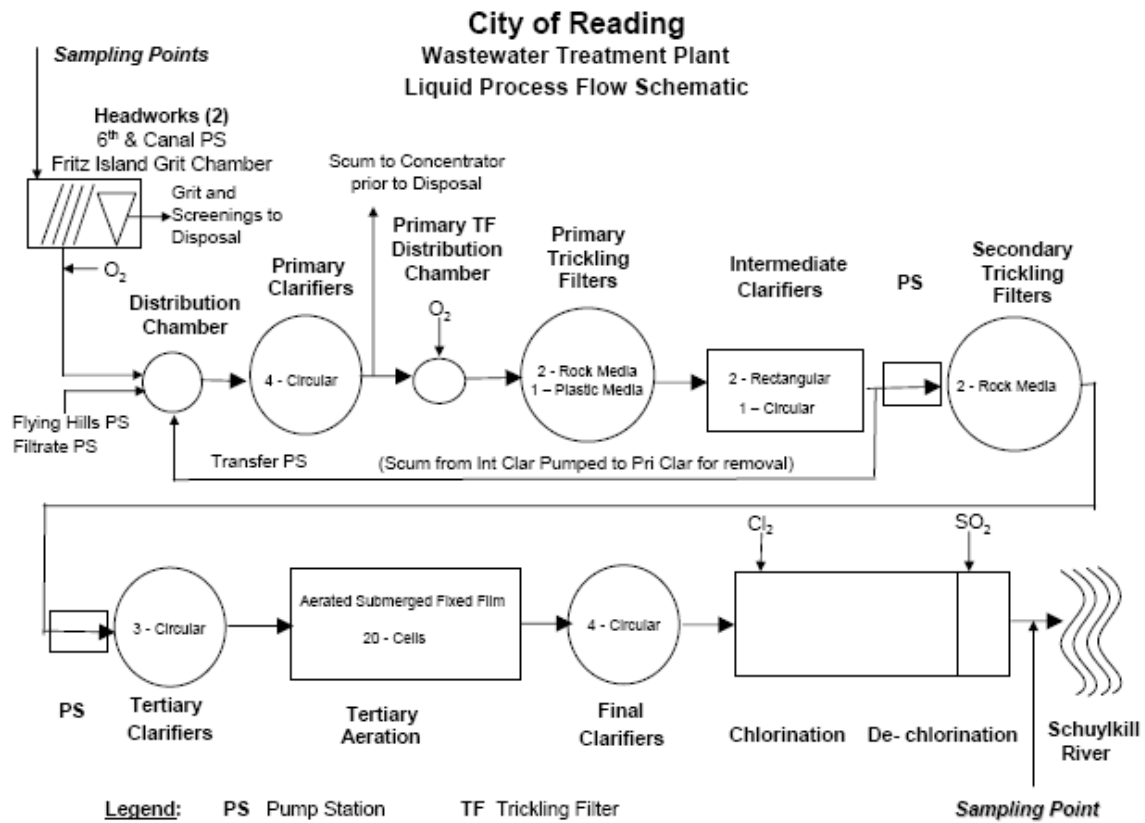 City of Reading
Wastewater Treatment Plant
Liquid Process Flow Schematic
Sampling Points
Headworks (2)
6th & Canal PS
Fritz Island Grit Chamber
Grit and
Screenings to
Disposal
O2
Distribution
Chamber
Flying Hills PS
Filtrate PS
Primary
Clarifiers
4 - Circular
Scum to Concentrator
prior to Disposal
Primary TF
Distribution
Chamber
O2
Primary
Trickling
Filters
2 - Rock Media
1 – Plastic Media
Intermediate
Clarifiers
2 - Rectangular
1 – Circular
PS
Secondary
Trickling
Filters
2 - Rock Media
Transfer PS
(Scum from Int Clar Pumped to Pri Clar for removal)
PS
3 - Circular
Tertiary
Clarifiers
Aerated Submerged Fixed Film
20 - Cells
Tertiary
Aeration
4 - Circular
Final
Clarifiers
Cl2
SO2
Chlorination
De- chlorination
Schuylkill
River
Sampling Point
Legend: PS Pump Station TF Trickling Filter